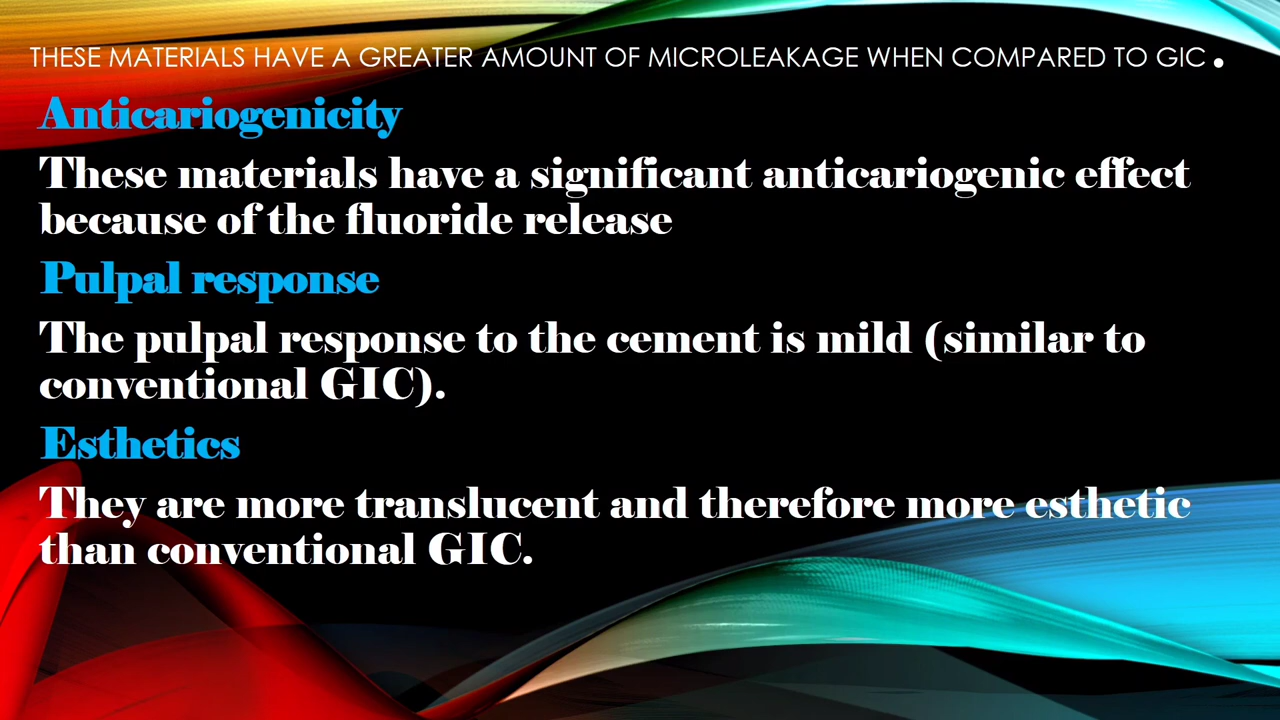 THESE MATERIALS HAVE A GREATER AMOUNT OF MICROLEAKAGE WHEN COMPARED TO GIC.
Anticariogenicity
These materials have a significant anticariogenic effect
because of the fluoride release
Pulpal response
The pulpal response to the cement is mild (similar to
conventional GIC).
Esthetics
They are more translucent and therefore more esthetic
than conventional GIC.